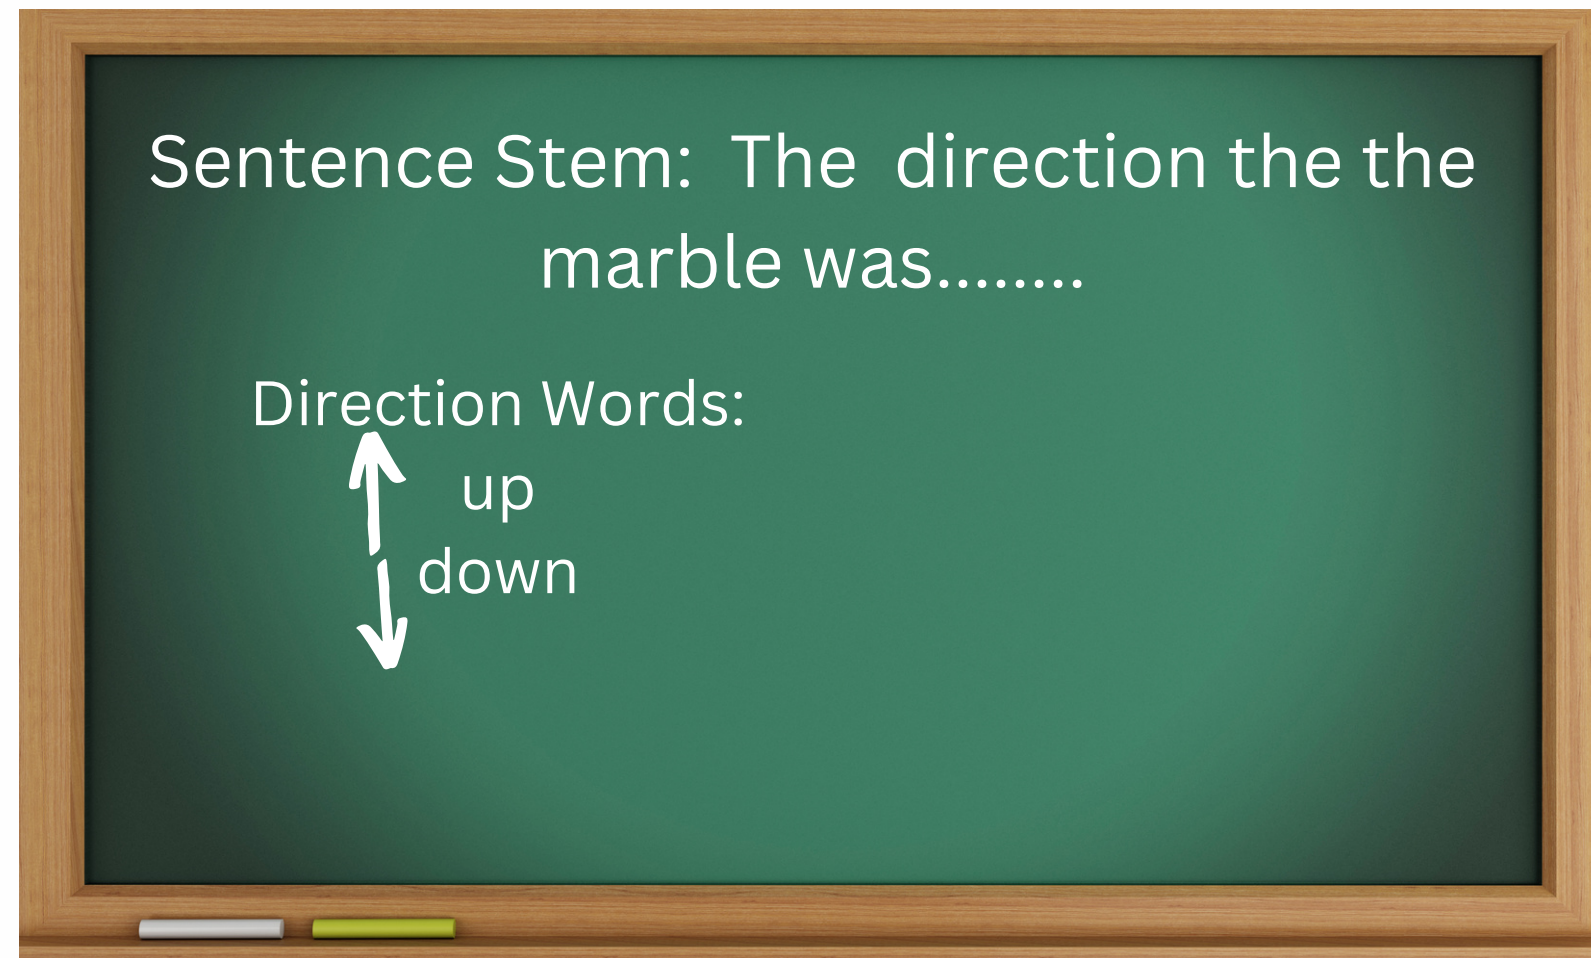 Sentence Stem:  The  direction the the
marble was........
Direction Words:
up
down